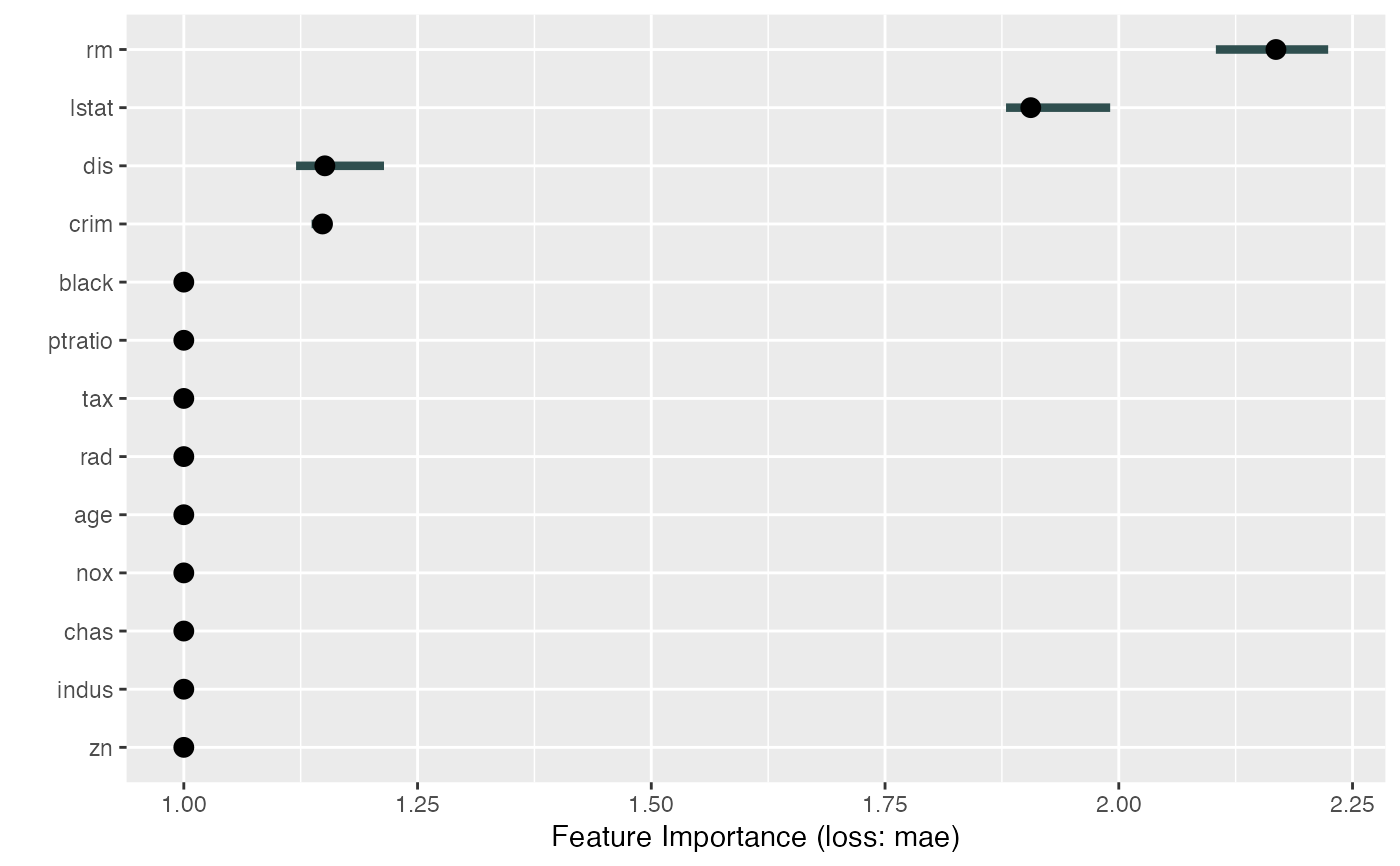 rm
lstat
dis
crim
black
ptratio
tax
rad
age
nox
chas
indus
zn
1.00 1.25 1.50 1.75 2.00 2.25
Feature Importance (loss: mae)